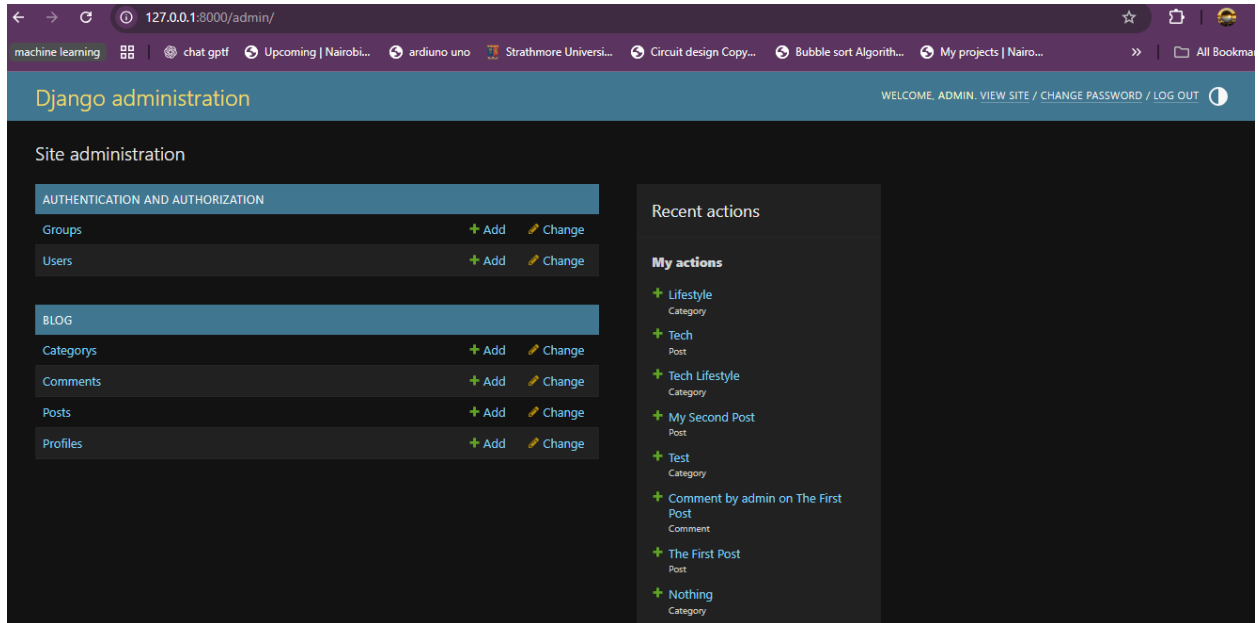 127.0.0.1:8000/admin/
machine learning chat gptf Upcoming | Nairobi... ardiuno uno Strathmore Universi... Circuit design Copy... Bubble sort Algorith... My projects | Nairo... » All Bookma
Django administration
WELCOME, ADMIN. VIEW SITE / CHANGE PASSWORD / LOG OUT
Site administration
AUTHENTICATION AND AUTHORIZATION
Groups + Add Change
Users + Add Change
BLOG
Categorys + Add Change
Comments + Add Change
Posts + Add Change
Profiles + Add Change
Recent actions
My actions
+ Lifestyle
Category
+ Tech
Post
+ Tech Lifestyle
Category
+ My Second Post
Post
+ Test
Category
+ Comment by admin on The First
Post
Comment
+ The First Post
Post
+ Nothing
Category